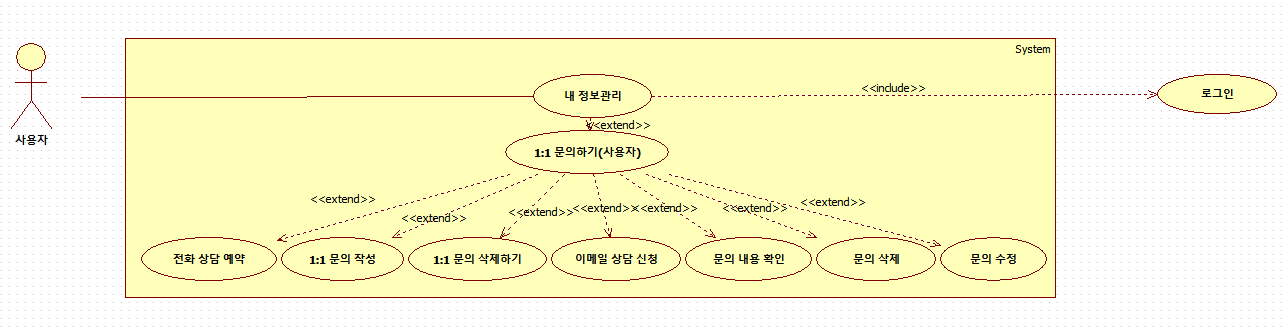 System
사용자
내 정보관리
<<include>>
로그인
<<extend>>
1:1 문의하기(사용자)
<<extend>>
<<extend>>
<<extend>>
<<extend>>
<<extend>>
<<extend>>
<<extend>>
전화 상담 예약
1:1 문의 작성
1:1 문의 삭제하기
이메일 상담 신청
문의 내용 확인
문의 삭제
문의 수정